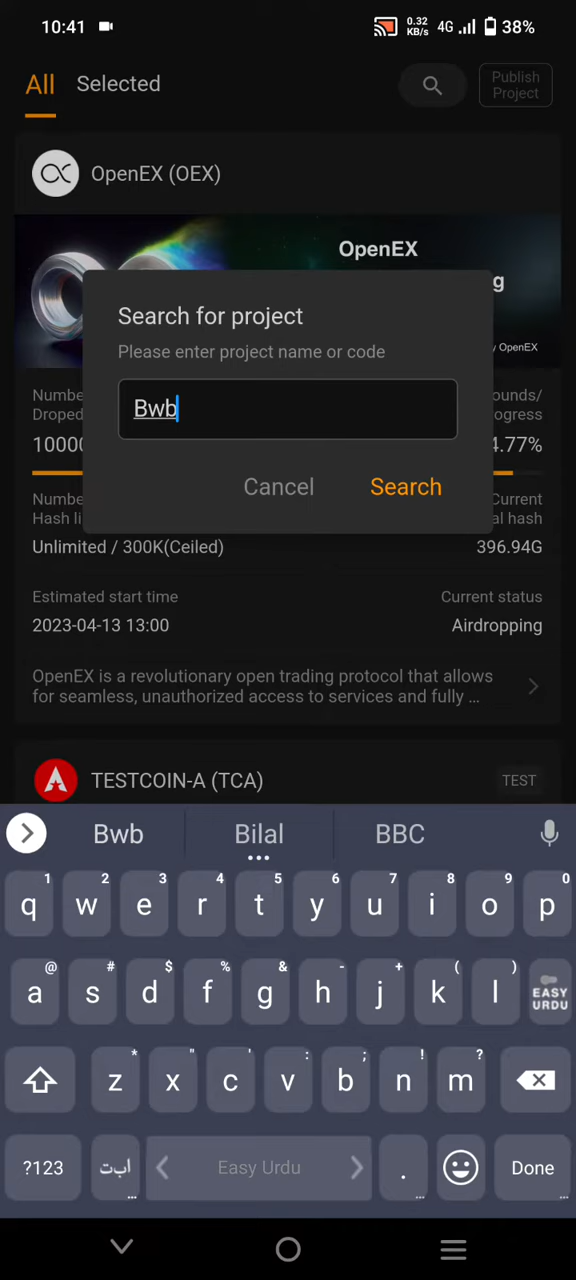 10:41 0.32 KB/s 4G 38%
All Selected Publish Project
OpenEX (OEX)
OpenEX
g
y OpenEX
Search for project
Please enter project name or code
Bwb
Cancel Search
Numbe ounds/
Droped ogress
1000 4.77%
Numbe Current
Hash li al hash
Unlimited / 300K(Ceiled) 396.94G
Estimated start time Current status
2023-04-13 13:00 Airdropping
OpenEX is a revolutionary open trading protocol that allows
for seamless, unauthorized access to services and fully ...
TESTCOIN-A (TCA) TEST
Bwb Bilal BBC
1 2 3 4 5 6 7 8 9 0
q w e r t y u i o p
@ # $ % & - + ( )
a s d f g h j k l EASY URDU
* " ' : ; ! ?
z x c v b n m
?123 ا ب ت Easy Urdu . Done